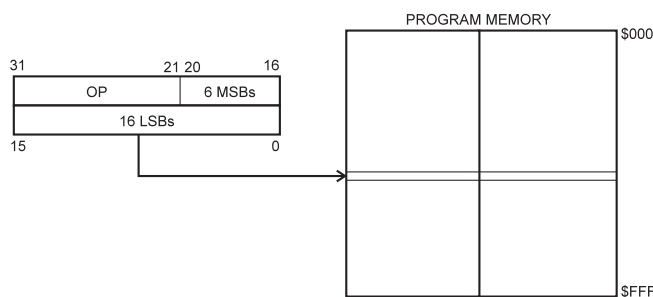 PROGRAM MEMORY
$000
31 21 20 16
OP 6 MSBs
16 LSBs
15 0
$FFF